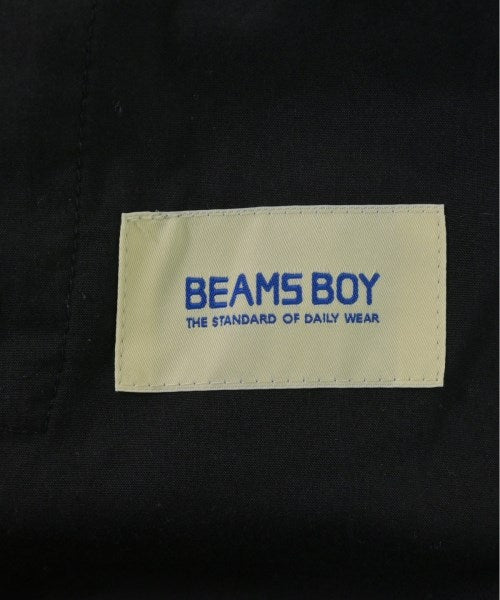 BEAMS BOY
THE STANDARD OF DAILY WEAR